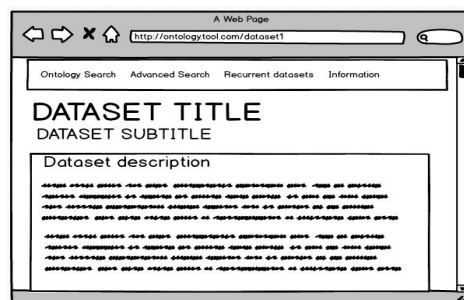 A Web Page
http://ontologytool.com/dataset1
Ontology Search Advanced Search Recurrent datasets Information
DATASET TITLE
DATASET SUBTITLE
Dataset description